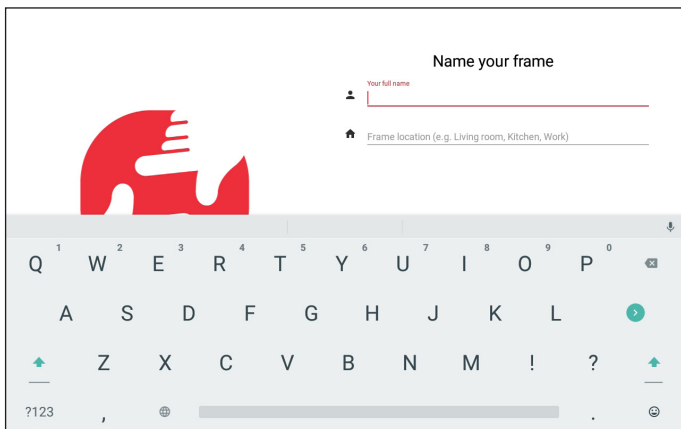 Name your frame
Your full name
Frame location (e.g. Living room, Kitchen, Work)
1 2 3 4 5 6 7 8 9 0
Q W E R T Y U I O P
A S D F G H J K L
Z X C V B N M ! ?
?123 , .